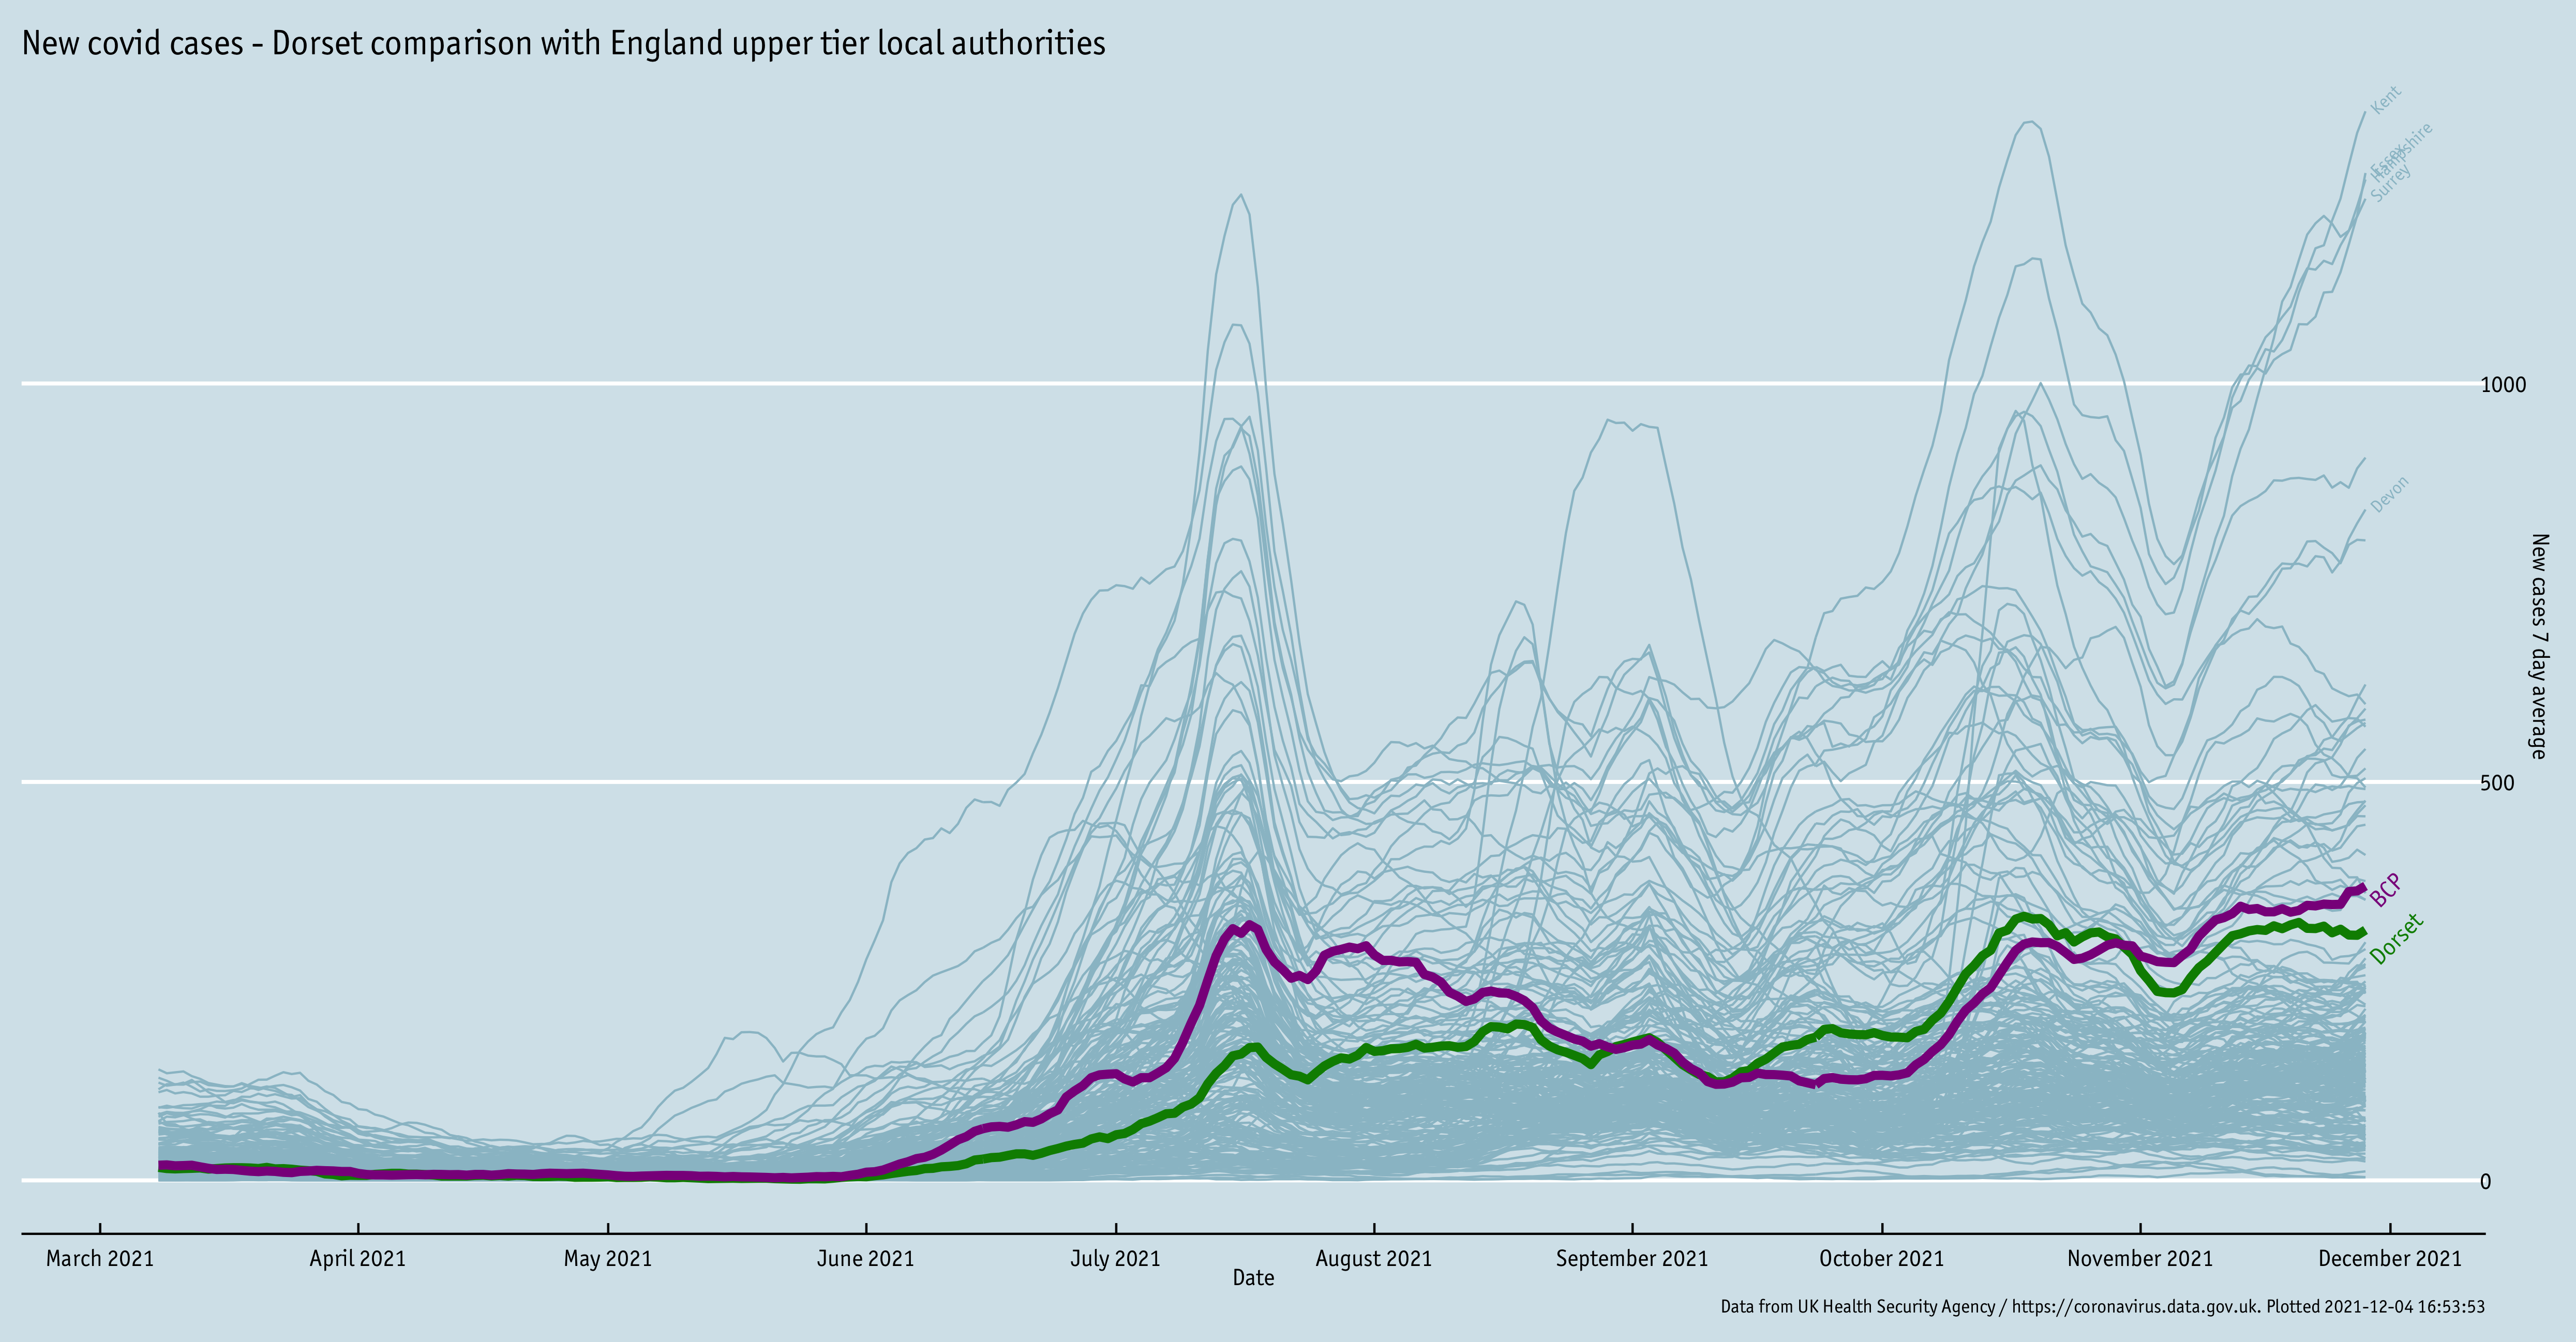 New covid cases - Dorset comparison with England upper tier local authorities
Kent
Essex
Hampshire
Surrey
1000
Devon
New cases 7 day average
500
BCP
Dorset
0
March 2021
April 2021
May 2021
June 2021
July 2021
August 2021
September 2021
October 2021
November 2021
December 2021
Date
Data from UK Health Security Agency / https://coronavirus.data.gov.uk. Plotted 2021-12-04 16:53:53